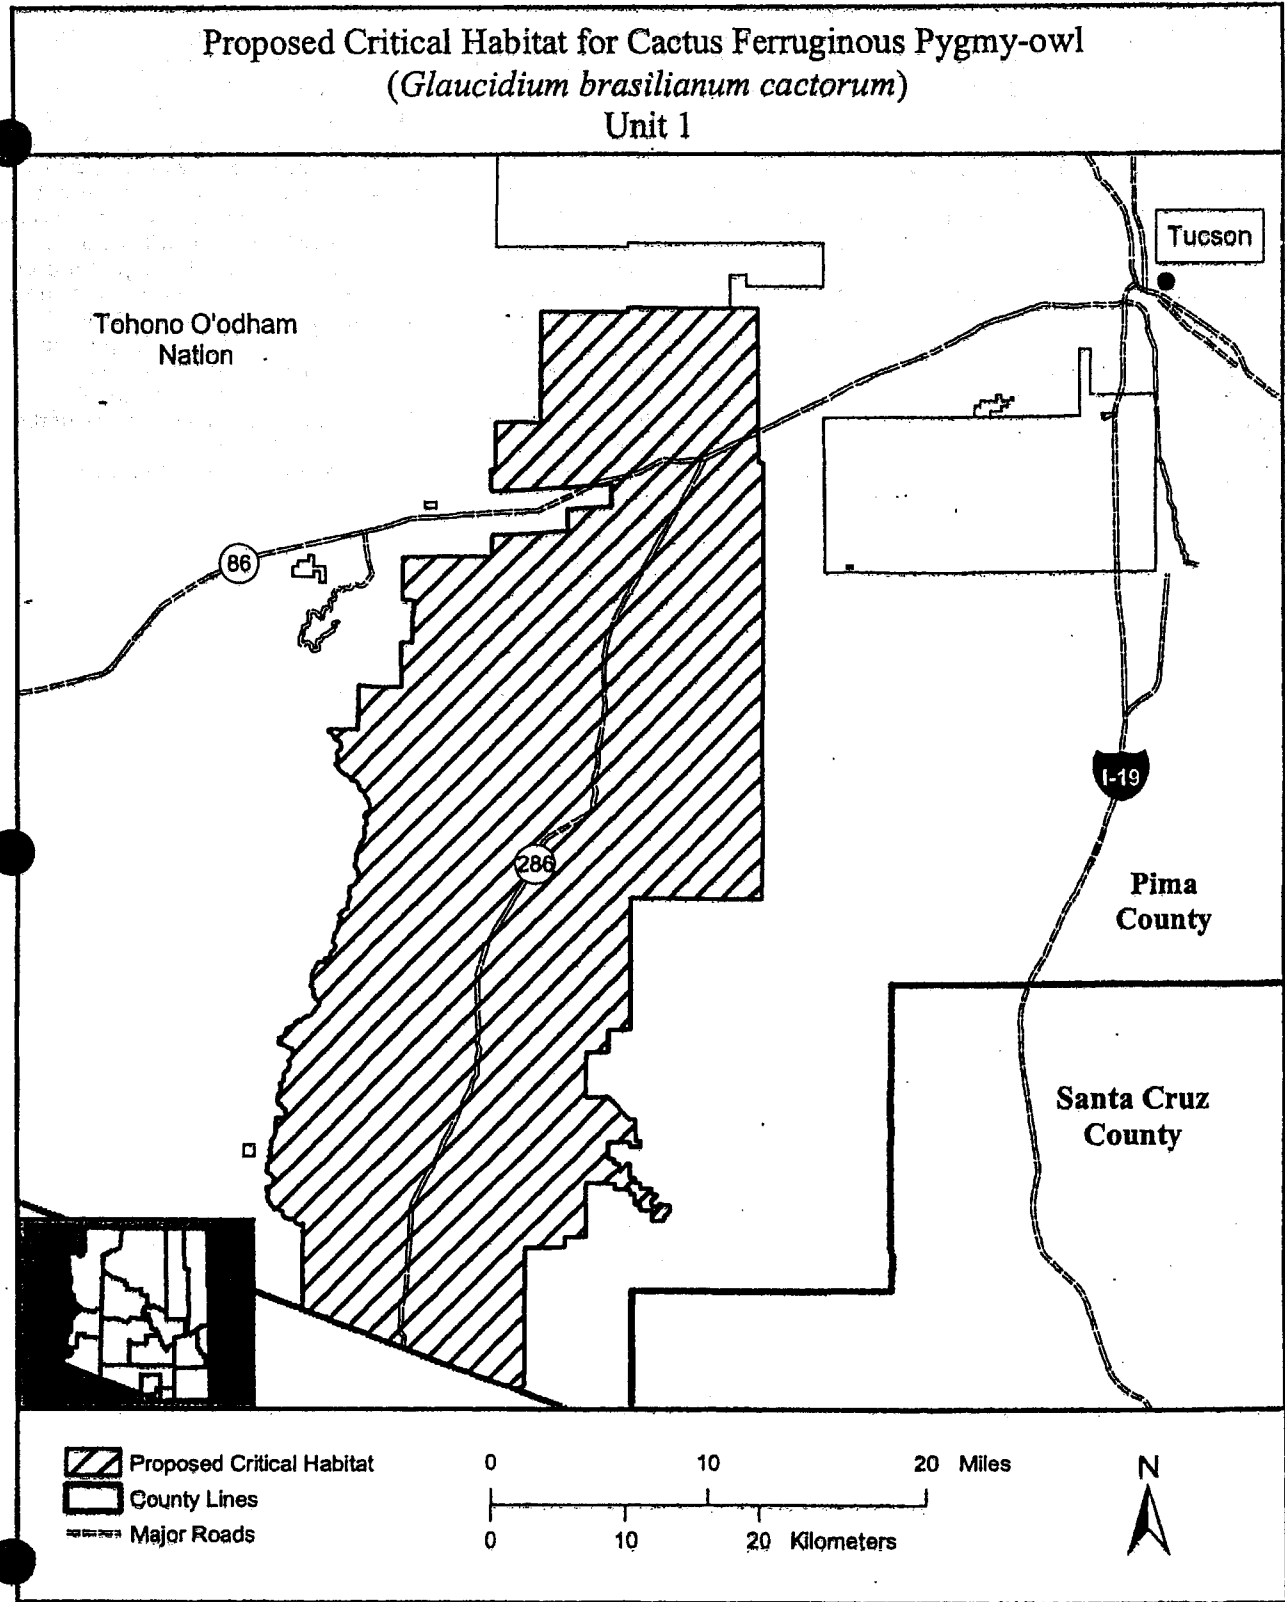 Proposed Critical Habitat for Cactus Ferruginous Pygmy-owl
(Glaucidium brasilianum cactorum)
Unit 1
Tucson
Tohono O'odham
Nation
86
I-19
286
Pima
County
Santa Cruz
County
Proposed Critical Habitat
County Lines
Major Roads
0 10 20 Miles
0 10 20 Kilometers
N